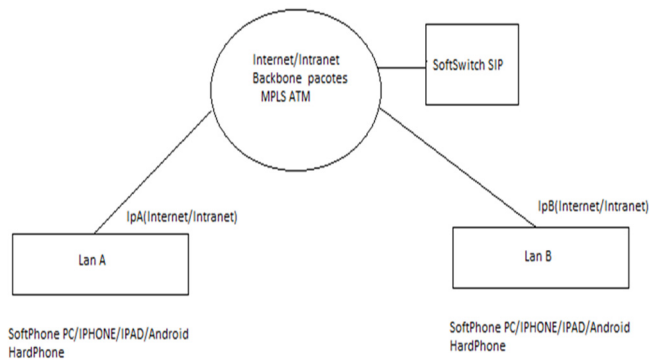 Internet/Intranet
Backbone pacotes
MPLS ATM
SoftSwitch SIP
IpA(Internet/Intranet)
IpB(Internet/Intranet)
Lan A
Lan B
SoftPhone PC/IPHONE/IPAD/Android
HardPhone
SoftPhone PC/IPHONE/IPAD/Android
HardPhone